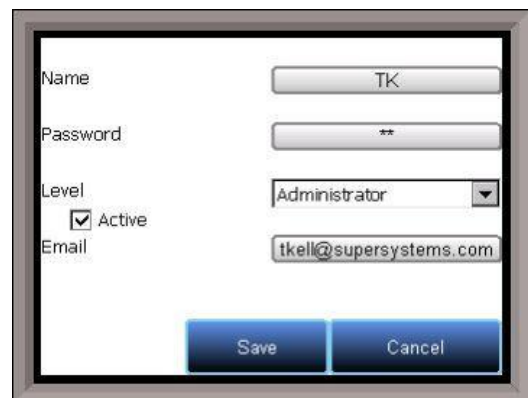 Name TK
Password **
Level Administrator
Active
Email tkell@supersystems.com
Save Cancel